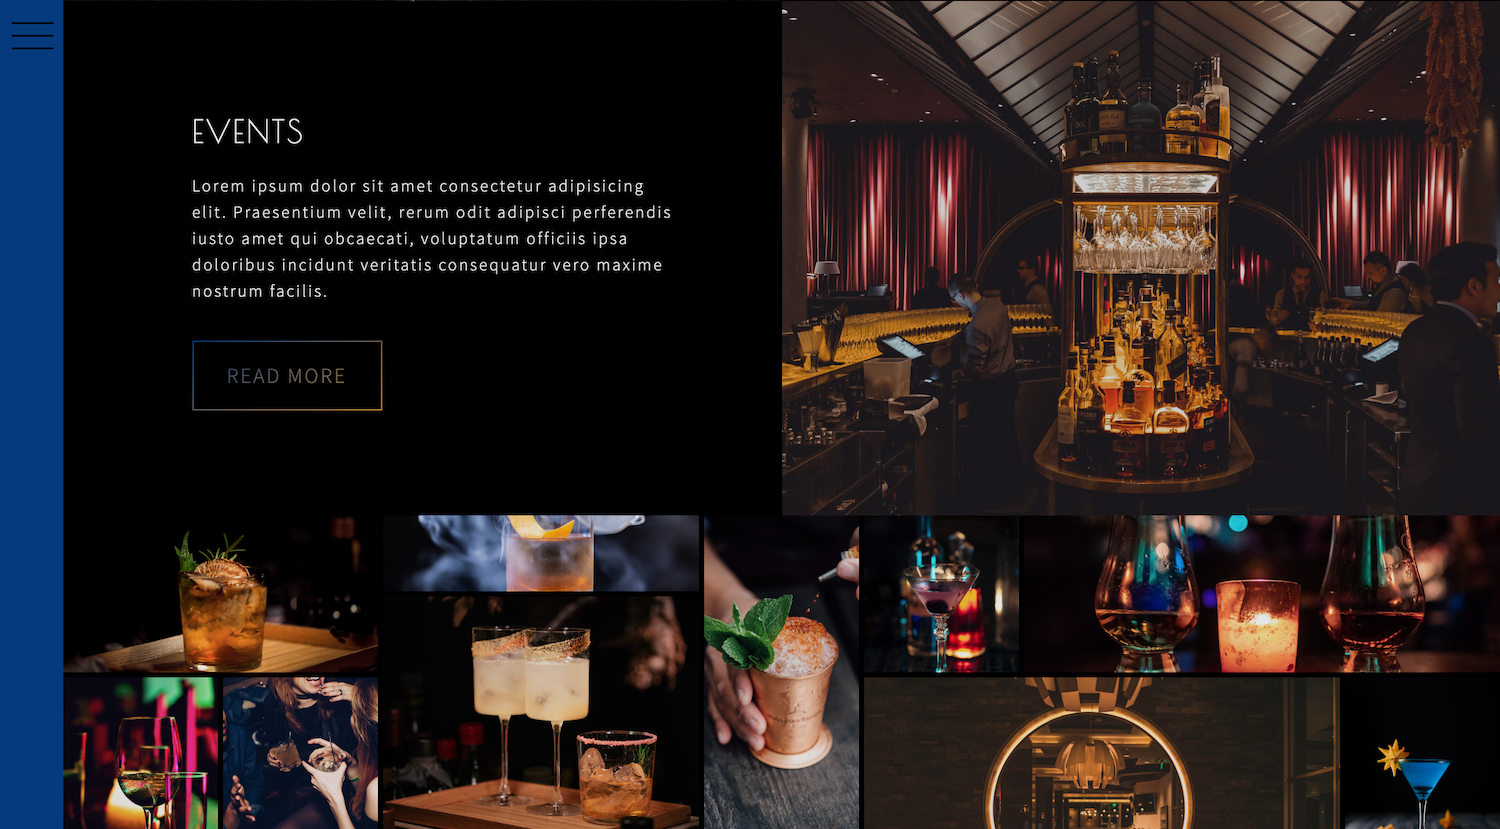 EVENTS
Lorem ipsum dolor sit amet consectetur adipisicing
elit. Praesentium velit, rerum odit adipisci perferendis
iusto amet qui obcaecati, voluptatum officiis ipsa
doloribus incidunt veritatis consequatur vero maxime
nostrum facilis.
READ MORE